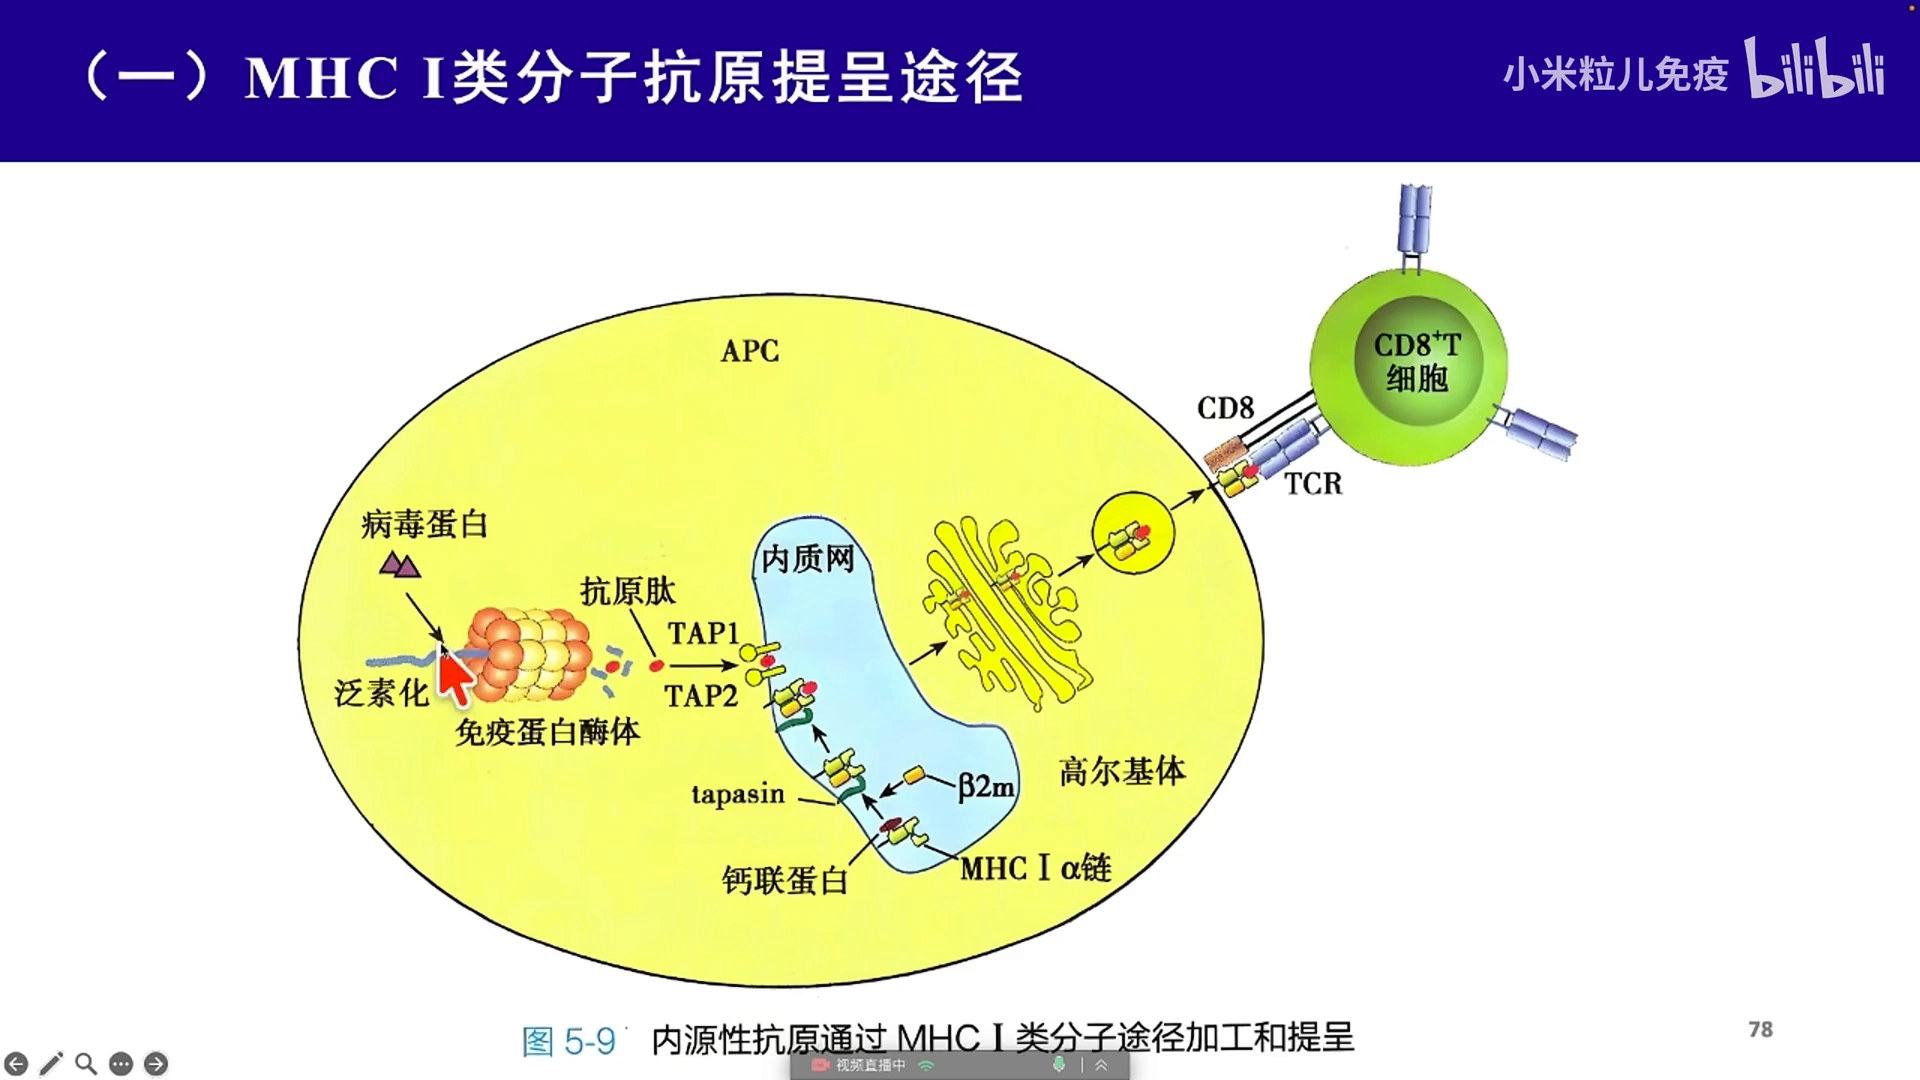 （一）MHC I类分子抗原提呈途径
小米粒儿免疫 bilibili
APC
CD8⁺T
细胞
CD8
TCR
病毒蛋白
内质网
抗原肽
TAP1
TAP2
泛素化
免疫蛋白酶体
tapasin
β2m
高尔基体
钙联蛋白
MHC I α链
图 5-9 内源性抗原通过 MHC I 类分子途径加工和提呈
78
视频直播中